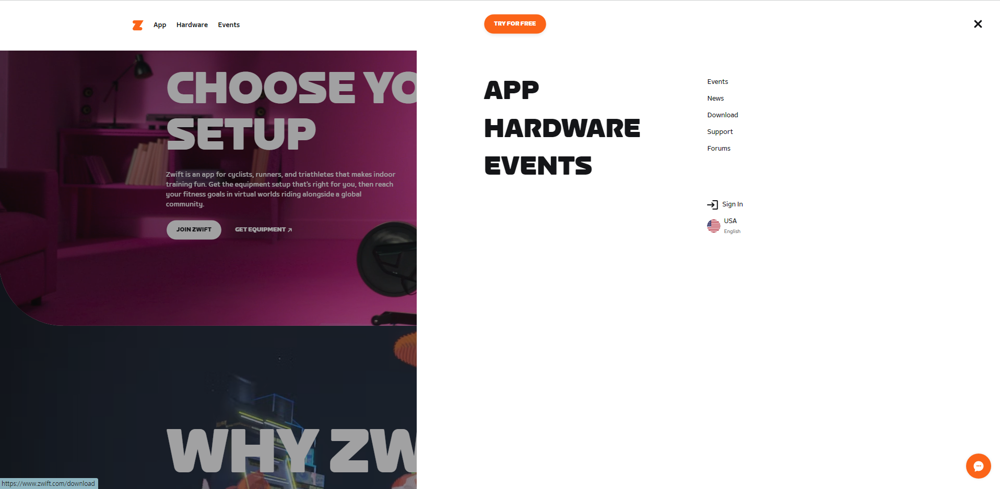 App Hardware Events
TRY FOR FREE
CHOOSE YO
SETUP
Zwift is an app for cyclists, runners, and triathletes that makes indoor
training fun. Get the equipment setup that's right for you, then reach
your fitness goals in virtual worlds riding alongside a global
community.
JOIN ZWIFT GET EQUIPMENT
WHY ZW
https://www.zwift.com/download
APP
HARDWARE
EVENTS
Events
News
Download
Support
Forums
Sign In
USA
English